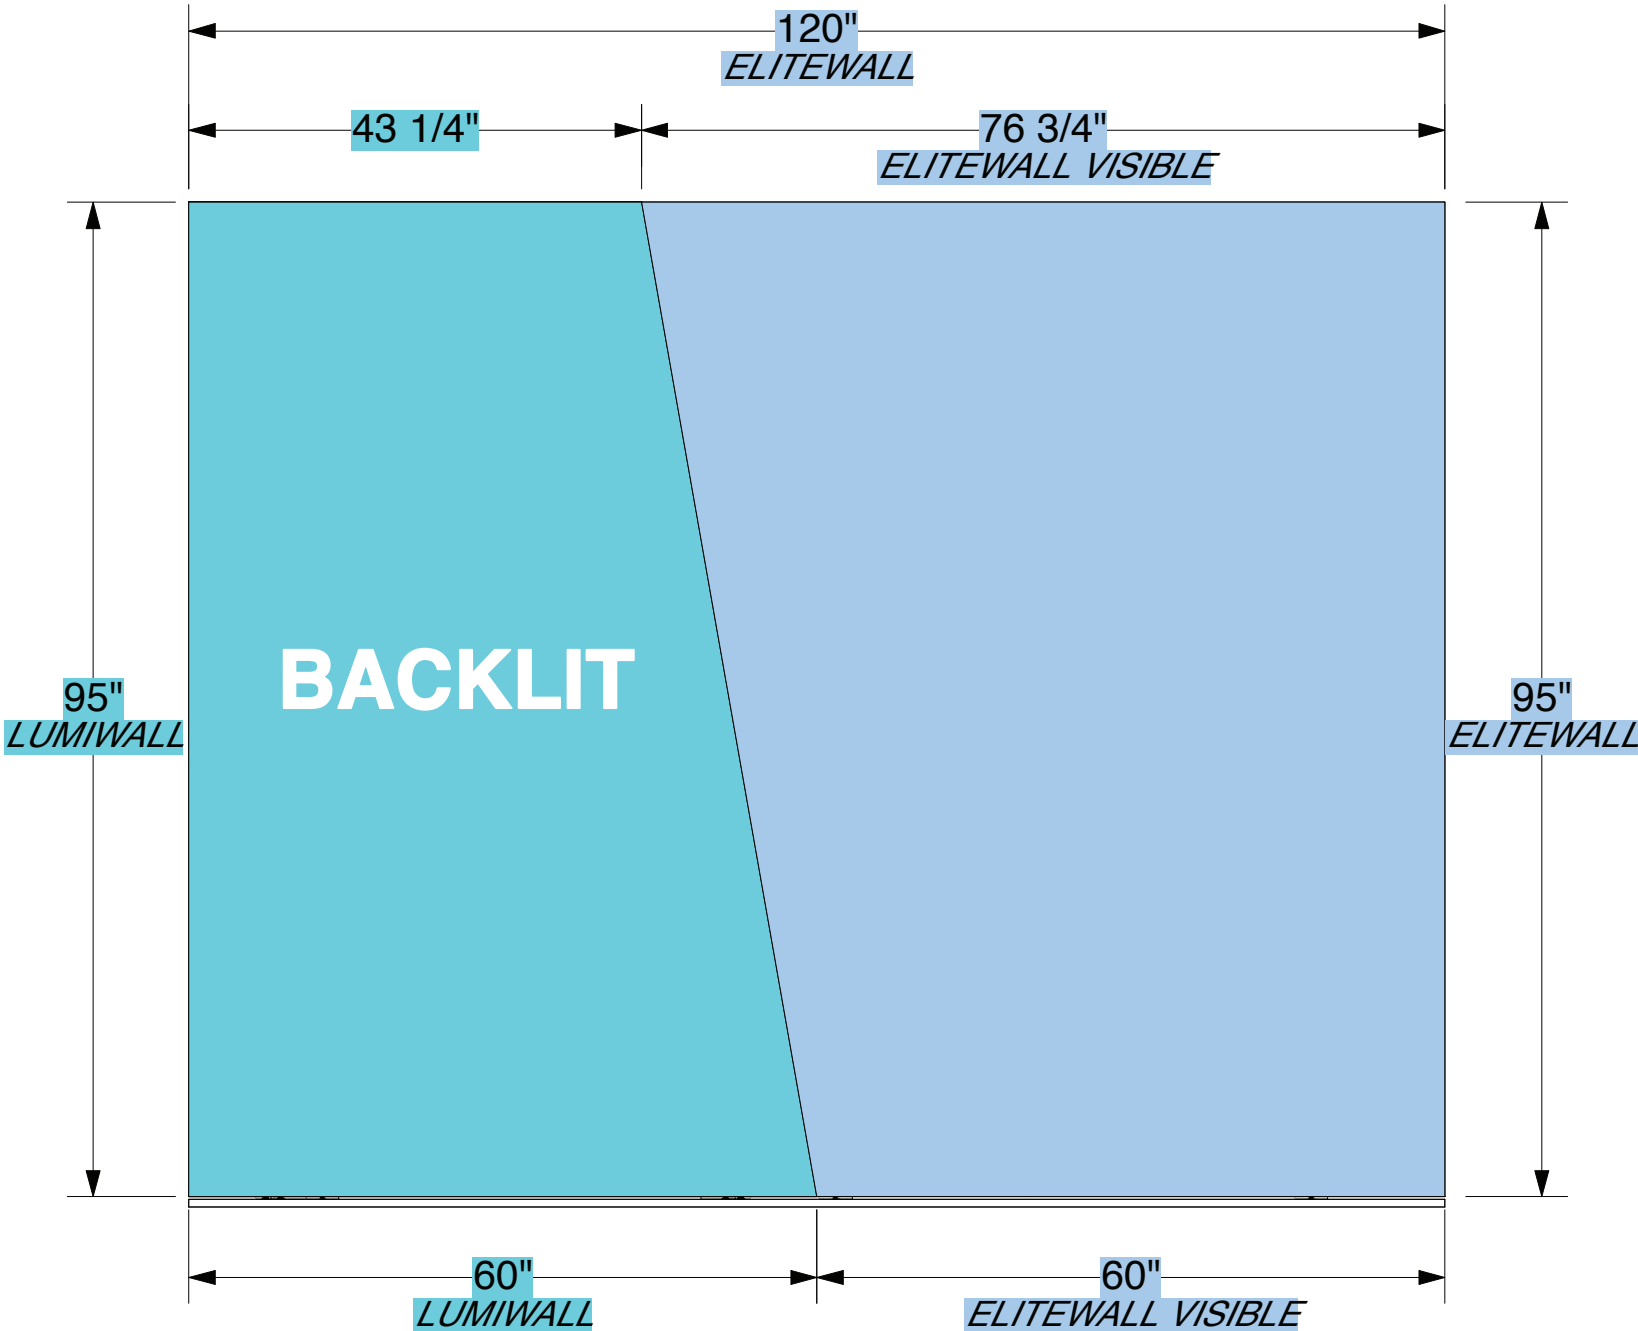 120"
ELITEWALL
43 1/4"
76 3/4"
ELITEWALL VISIBLE
BACKLIT
95"
LUMIWALL
95"
ELITEWALL
60"
LUMIWALL
60"
ELITEWALL VISIBLE